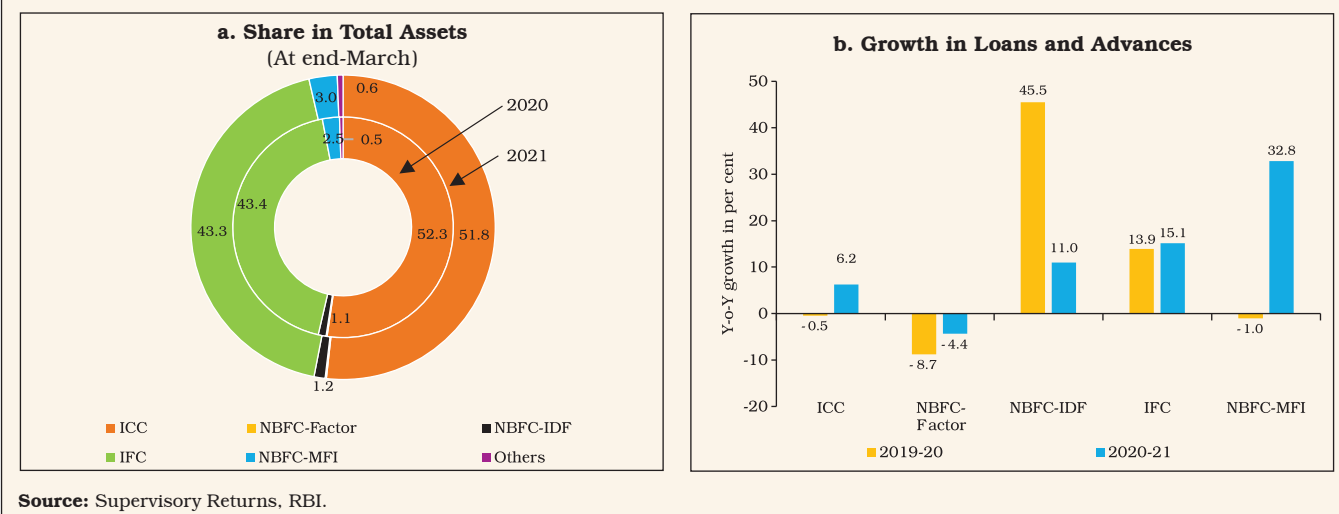 a. Share in Total Assets
(At end-March)
3.0
0.6
2020
2.5
0.5
2021
43.4
43.3
52.3
51.8
1.1
1.2
ICC
NBFC-Factor
NBFC-IDF
IFC
NBFC-MFI
Others
b. Growth in Loans and Advances
Y-o-Y growth in per cent
50
40
30
20
10
0
-10
-20
-0.5
6.2
-8.7
-4.4
45.5
11.0
13.9
15.1
-1.0
32.8
ICC
NBFC-
Factor
NBFC-IDF
IFC
NBFC-MFI
2019-20
2020-21
Source: Supervisory Returns, RBI.